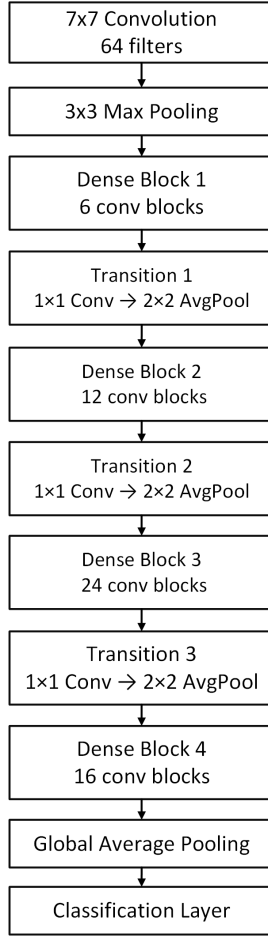 7x7 Convolution
64 filters
3x3 Max Pooling
Dense Block 1
6 conv blocks
Transition 1
1×1 Conv → 2×2 AvgPool
Dense Block 2
12 conv blocks
Transition 2
1×1 Conv → 2×2 AvgPool
Dense Block 3
24 conv blocks
Transition 3
1×1 Conv → 2×2 AvgPool
Dense Block 4
16 conv blocks
Global Average Pooling
Classification Layer